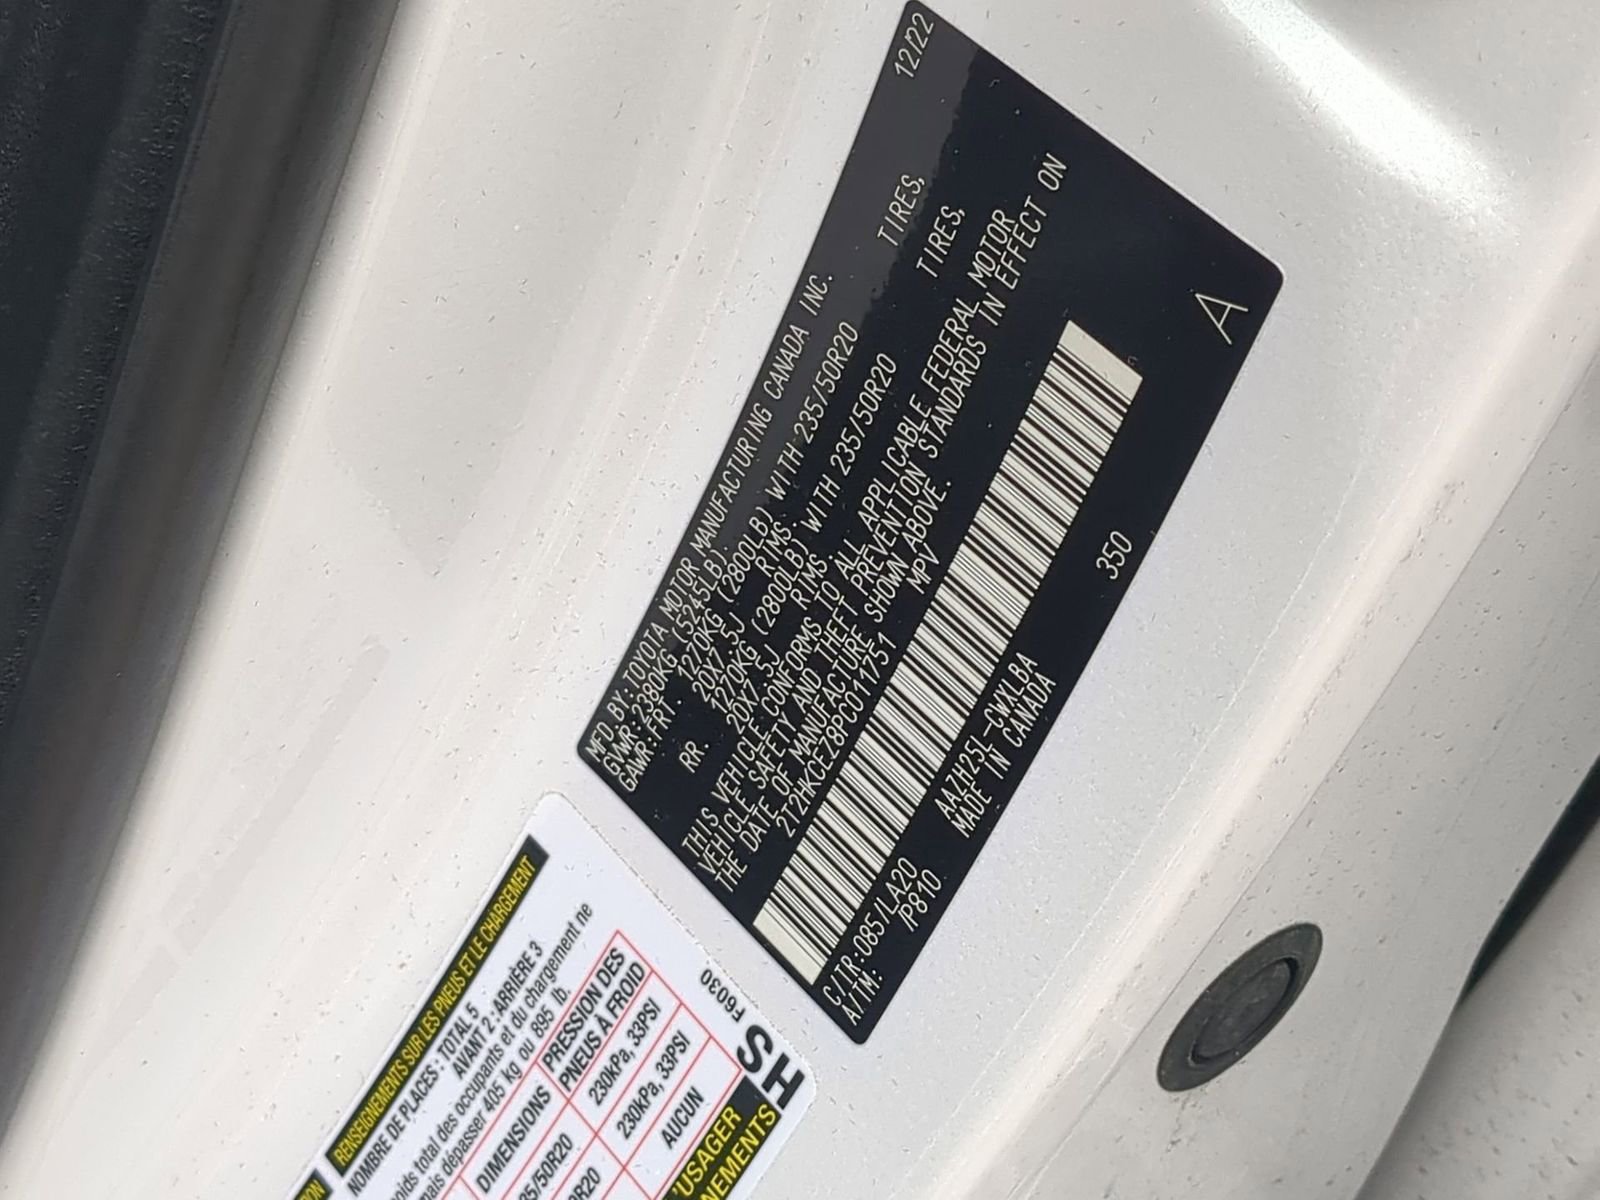 12/22
MFD. BY: TOYOTA MOTOR MANUFACTURING CANADA INC.
GVWR: 2380KG (5245LB).
GAWR: FRT. 1270KG (2800LB) WITH 235/50R20 TIRES,
20X7.5J RIMS.
RR. 1270KG (2800LB) WITH 235/50R20 TIRES,
20X7.5J RIMS.
THIS VEHICLE CONFORMS TO ALL APPLICABLE FEDERAL MOTOR
VEHICLE SAFETY AND THEFT PREVENTION STANDARDS IN EFFECT ON
THE DATE OF MANUFACTURE SHOWN ABOVE.
2T2HKCEZ8PC011751 MPV
C/TR:085/LA20 AAZH25L-CWXLBA 350 A
A/TM: /P810 MADE IN CANADA
RENSEIGNEMENTS SUR LES PNEUS ET LE CHARGEMENT
NOMBRE DE PLACES : TOTAL 5
AVANT 2 : ARRIÈRE 3
total des occupants et du chargement ne
dépasser 405 kg ou 895 lb.
DIMENSIONS PRESSION DES
PNEUS À FROID
/50R20 230kPa, 33PSI
230kPa, 33PSI
AUCUN
F6030
SH